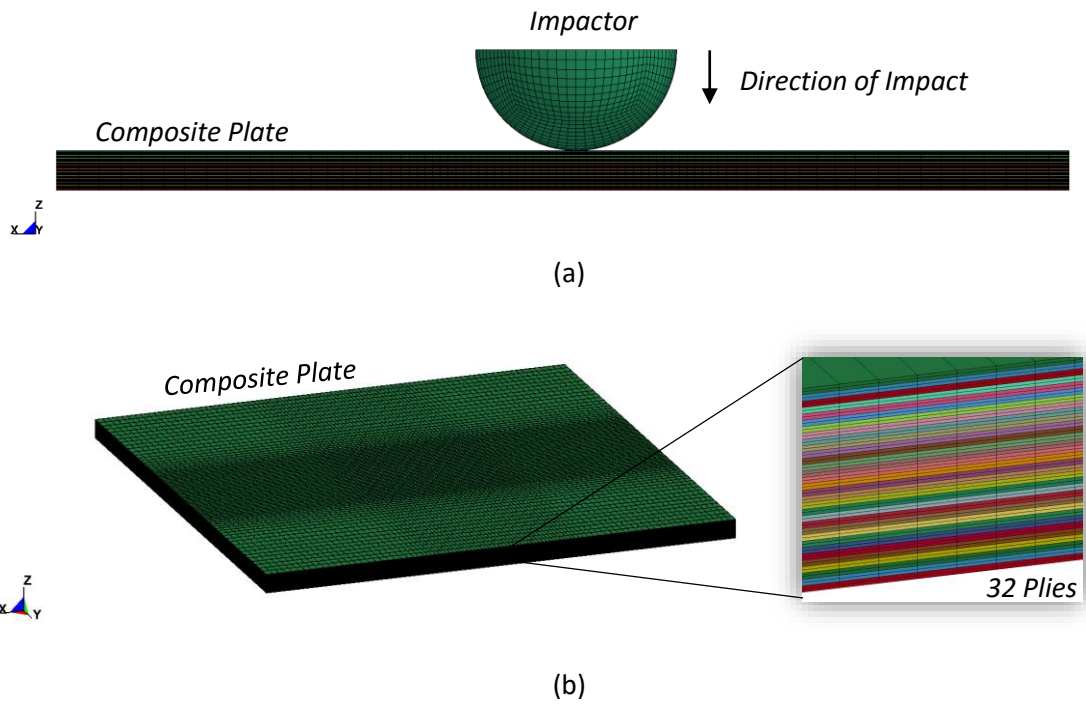 Impactor
Direction of Impact
Composite Plate
Z
X Y
(a)
Composite Plate
32 Plies
Z
X Y
(b)